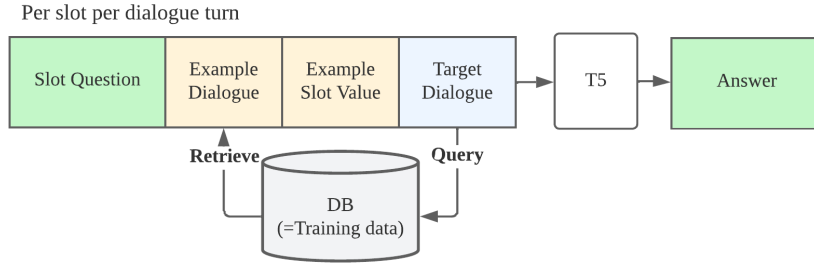 Per slot per dialogue turn
Slot Question
Example
Dialogue
Example
Slot Value
Target
Dialogue
T5
Answer
Retrieve
Query
DB
(=Training data)